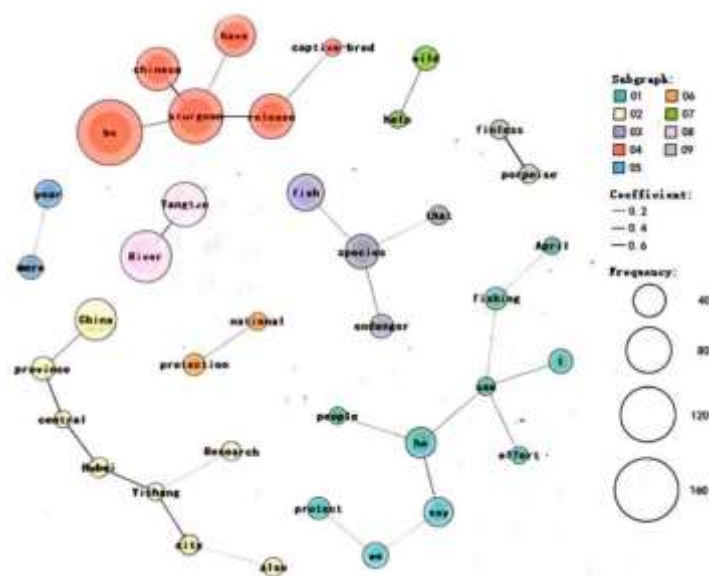 have
captive-bred
chinese
wild
be
sturgeon
release
help
finless
porpoise
Subgraph:
01 06
02 07
03 08
04 09
05
year
Yangtze
fish
that
Coefficient:
0.2
0.4
0.6
River
species
April
more
fishing
Frequency:
40
China
national
endanger
80
province
protection
I
central
people
he
120
Research
effort
Hubei
Yichang
protect
say
160
city
we
also